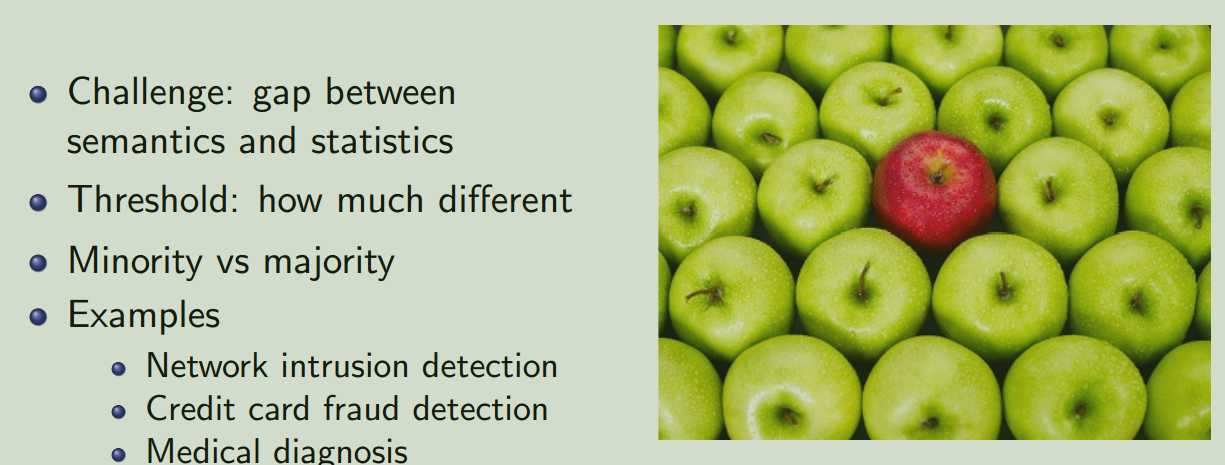 Challenge: gap between
semantics and statistics
Threshold: how much different
Minority vs majority
Examples
Network intrusion detection
Credit card fraud detection
Medical diagnosis